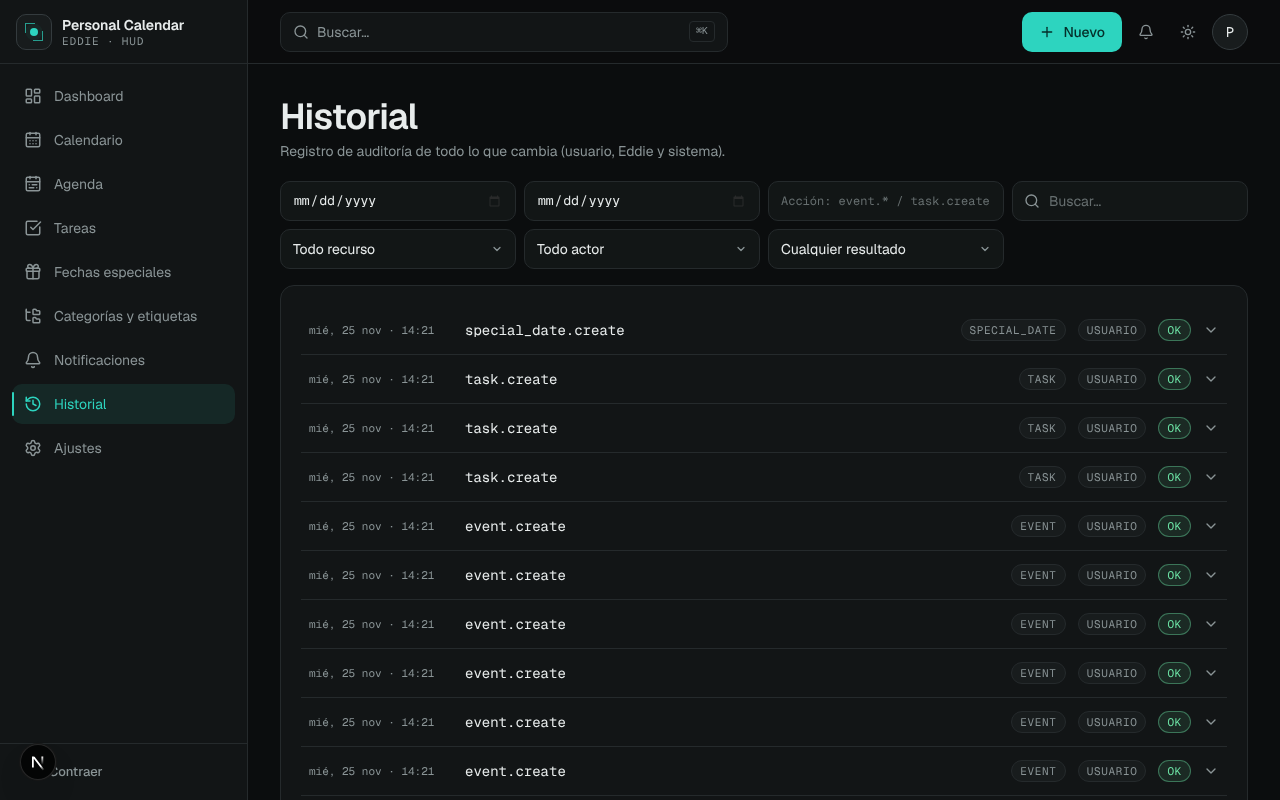 Personal Calendar
EDDIE · HUD
Buscar…
⌘K
Nuevo
P
Dashboard
Calendario
Agenda
Tareas
Fechas especiales
Categorías y etiquetas
Notificaciones
Historial
Ajustes
Contraer
N
Historial
Registro de auditoría de todo lo que cambia (usuario, Eddie y sistema).
mm/dd/yyyy
mm/dd/yyyy
Acción: event.* / task.create
Buscar…
Todo recurso
Todo actor
Cualquier resultado
mié, 25 nov · 14:21 special_date.create SPECIAL_DATE USUARIO OK
mié, 25 nov · 14:21 task.create TASK USUARIO OK
mié, 25 nov · 14:21 task.create TASK USUARIO OK
mié, 25 nov · 14:21 task.create TASK USUARIO OK
mié, 25 nov · 14:21 event.create EVENT USUARIO OK
mié, 25 nov · 14:21 event.create EVENT USUARIO OK
mié, 25 nov · 14:21 event.create EVENT USUARIO OK
mié, 25 nov · 14:21 event.create EVENT USUARIO OK
mié, 25 nov · 14:21 event.create EVENT USUARIO OK
mié, 25 nov · 14:21 event.create EVENT USUARIO OK